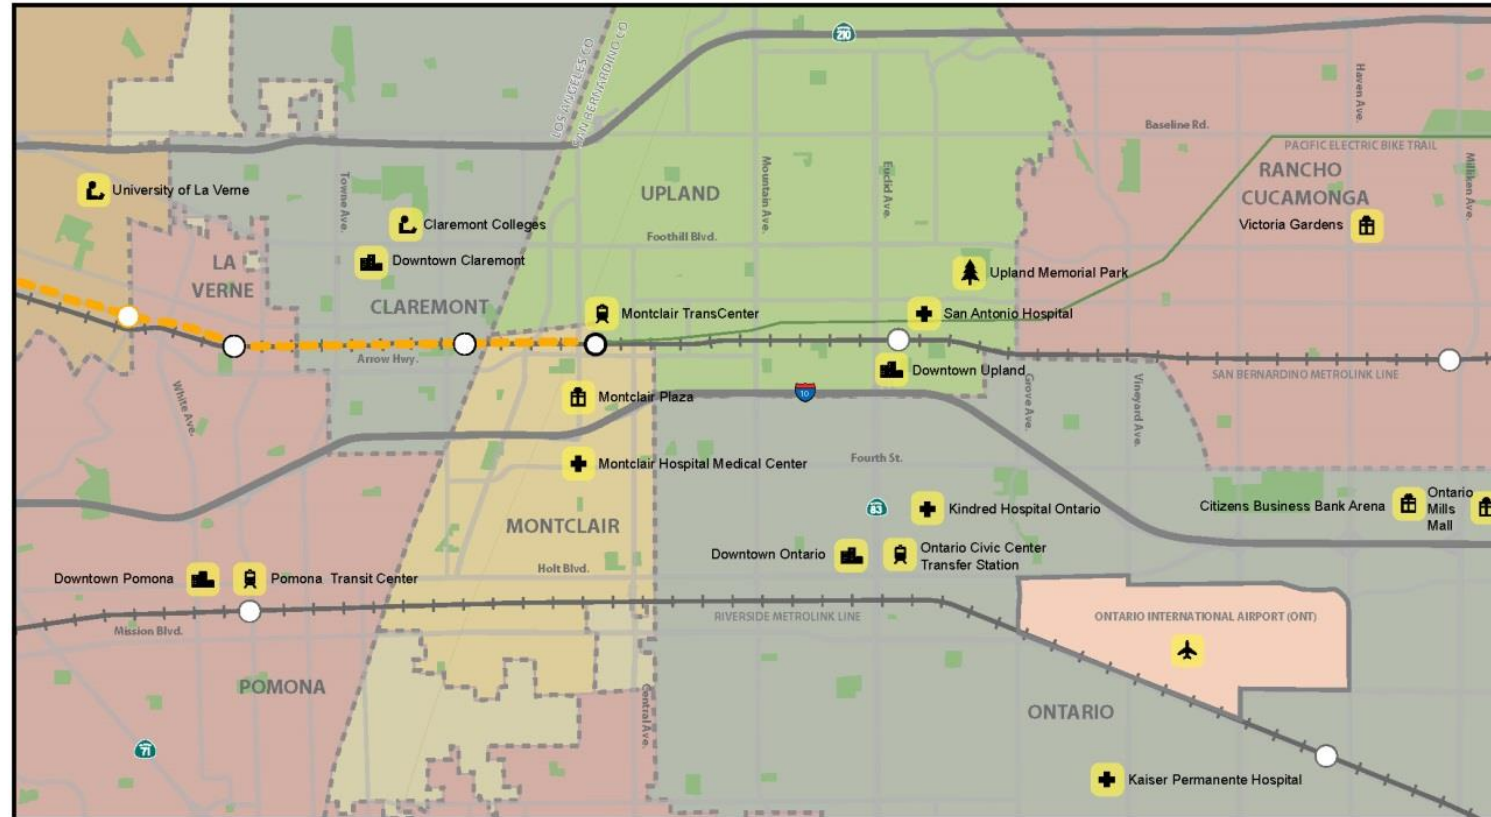 210
LOS ANGELES CO
SAN BERNARDINO CO
Haven Ave.
Baseline Rd.
PACIFIC ELECTRIC BIKE TRAIL
Milliken Ave.
RANCHO
CUCAMONGA
Victoria Gardens
University of La Verne
Towne Ave.
Claremont Colleges
Downtown Claremont
LA
VERNE
CLAREMONT
UPLAND
Mountain Ave.
Euclid Ave.
Foothill Blvd.
Upland Memorial Park
Montclair TransCenter
San Antonio Hospital
Arrow Hwy.
Downtown Upland
SAN BERNARDINO METROLINK LINE
White Ave.
Montclair Plaza
10
Grove Ave.
Vineyard Ave.
Montclair Hospital Medical Center
Fourth St.
83
Kindred Hospital Ontario
Citizens Business Bank Arena
Ontario
Mills
Mall
MONTCLAIR
Downtown Ontario
Ontario Civic Center
Transfer Station
Holt Blvd.
Downtown Pomona
Pomona Transit Center
Mission Blvd.
RIVERSIDE METROLINK LINE
ONTARIO INTERNATIONAL AIRPORT (ONT)
POMONA
Central Ave.
ONTARIO
71
Kaiser Permanente Hospital